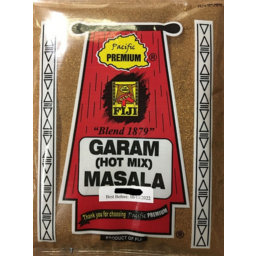 Pacific
PREMIUM
®
FIJI
"Blend 1879"
GARAM
(HOT MIX)
MASALA
Thank you for choosing Pacific PREMIUM
PRODUCT OF FIJI